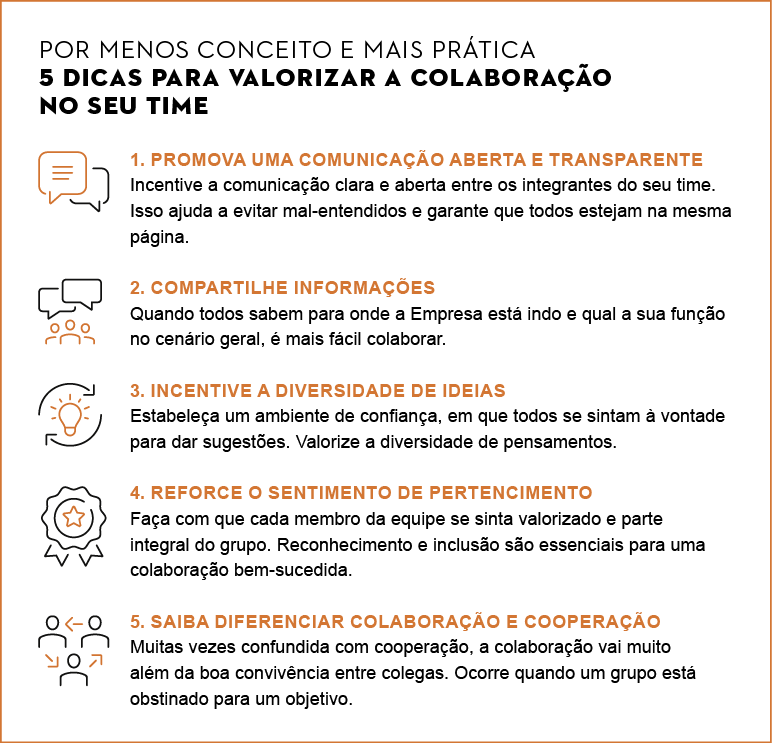 POR MENOS CONCEITO E MAIS PRÁTICA
5 DICAS PARA VALORIZAR A COLABORAÇÃO
NO SEU TIME
1. PROMOVA UMA COMUNICAÇÃO ABERTA E TRANSPARENTE
Incentive a comunicação clara e aberta entre os integrantes do seu time.
Isso ajuda a evitar mal-entendidos e garante que todos estejam na mesma
página.
2. COMPARTILHE INFORMAÇÕES
Quando todos sabem para onde a Empresa está indo e qual a sua função
no cenário geral, é mais fácil colaborar.
3. INCENTIVE A DIVERSIDADE DE IDEIAS
Estabeleça um ambiente de confiança, em que todos se sintam à vontade
para dar sugestões. Valorize a diversidade de pensamentos.
4. REFORCE O SENTIMENTO DE PERTENCIMENTO
Faça com que cada membro da equipe se sinta valorizado e parte
integral do grupo. Reconhecimento e inclusão são essenciais para uma
colaboração bem-sucedida.
5. SAIBA DIFERENCIAR COLABORAÇÃO E COOPERAÇÃO
Muitas vezes confundida com cooperação, a colaboração vai muito
além da boa convivência entre colegas. Ocorre quando um grupo está
obstinado para um objetivo.